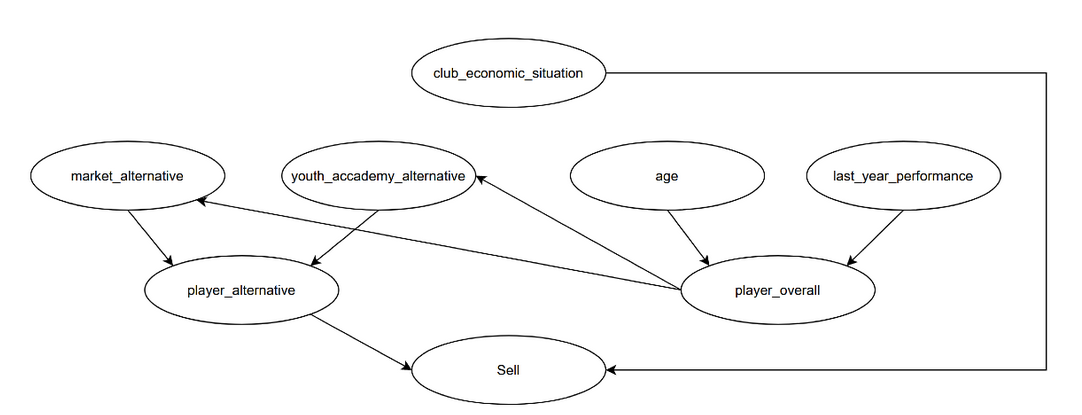 club_economic_situation
market_alternative
youth_accademy_alternative
age
last_year_performance
player_alternative
player_overall
Sell